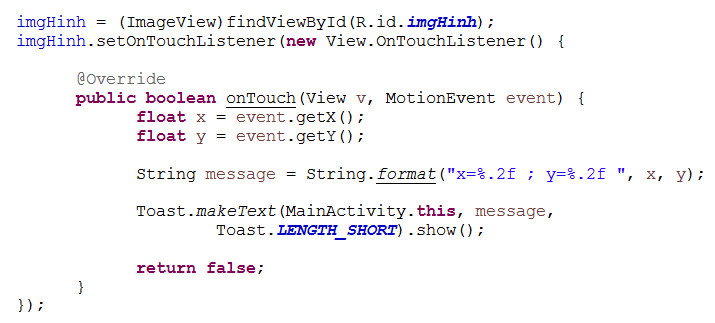 imgHinh = (ImageView)findViewById(R.id.imgHinh);
imgHinh.setOnTouchListener(new View.OnTouchListener() {
@Override
public boolean onTouch(View v, MotionEvent event) {
float x = event.getX();
float y = event.getY();
String message = String.format("x=%.2f ; y=%.2f ", x, y);
Toast.makeText(MainActivity.this, message,
Toast.LENGTH_SHORT).show();
return false;
}
});